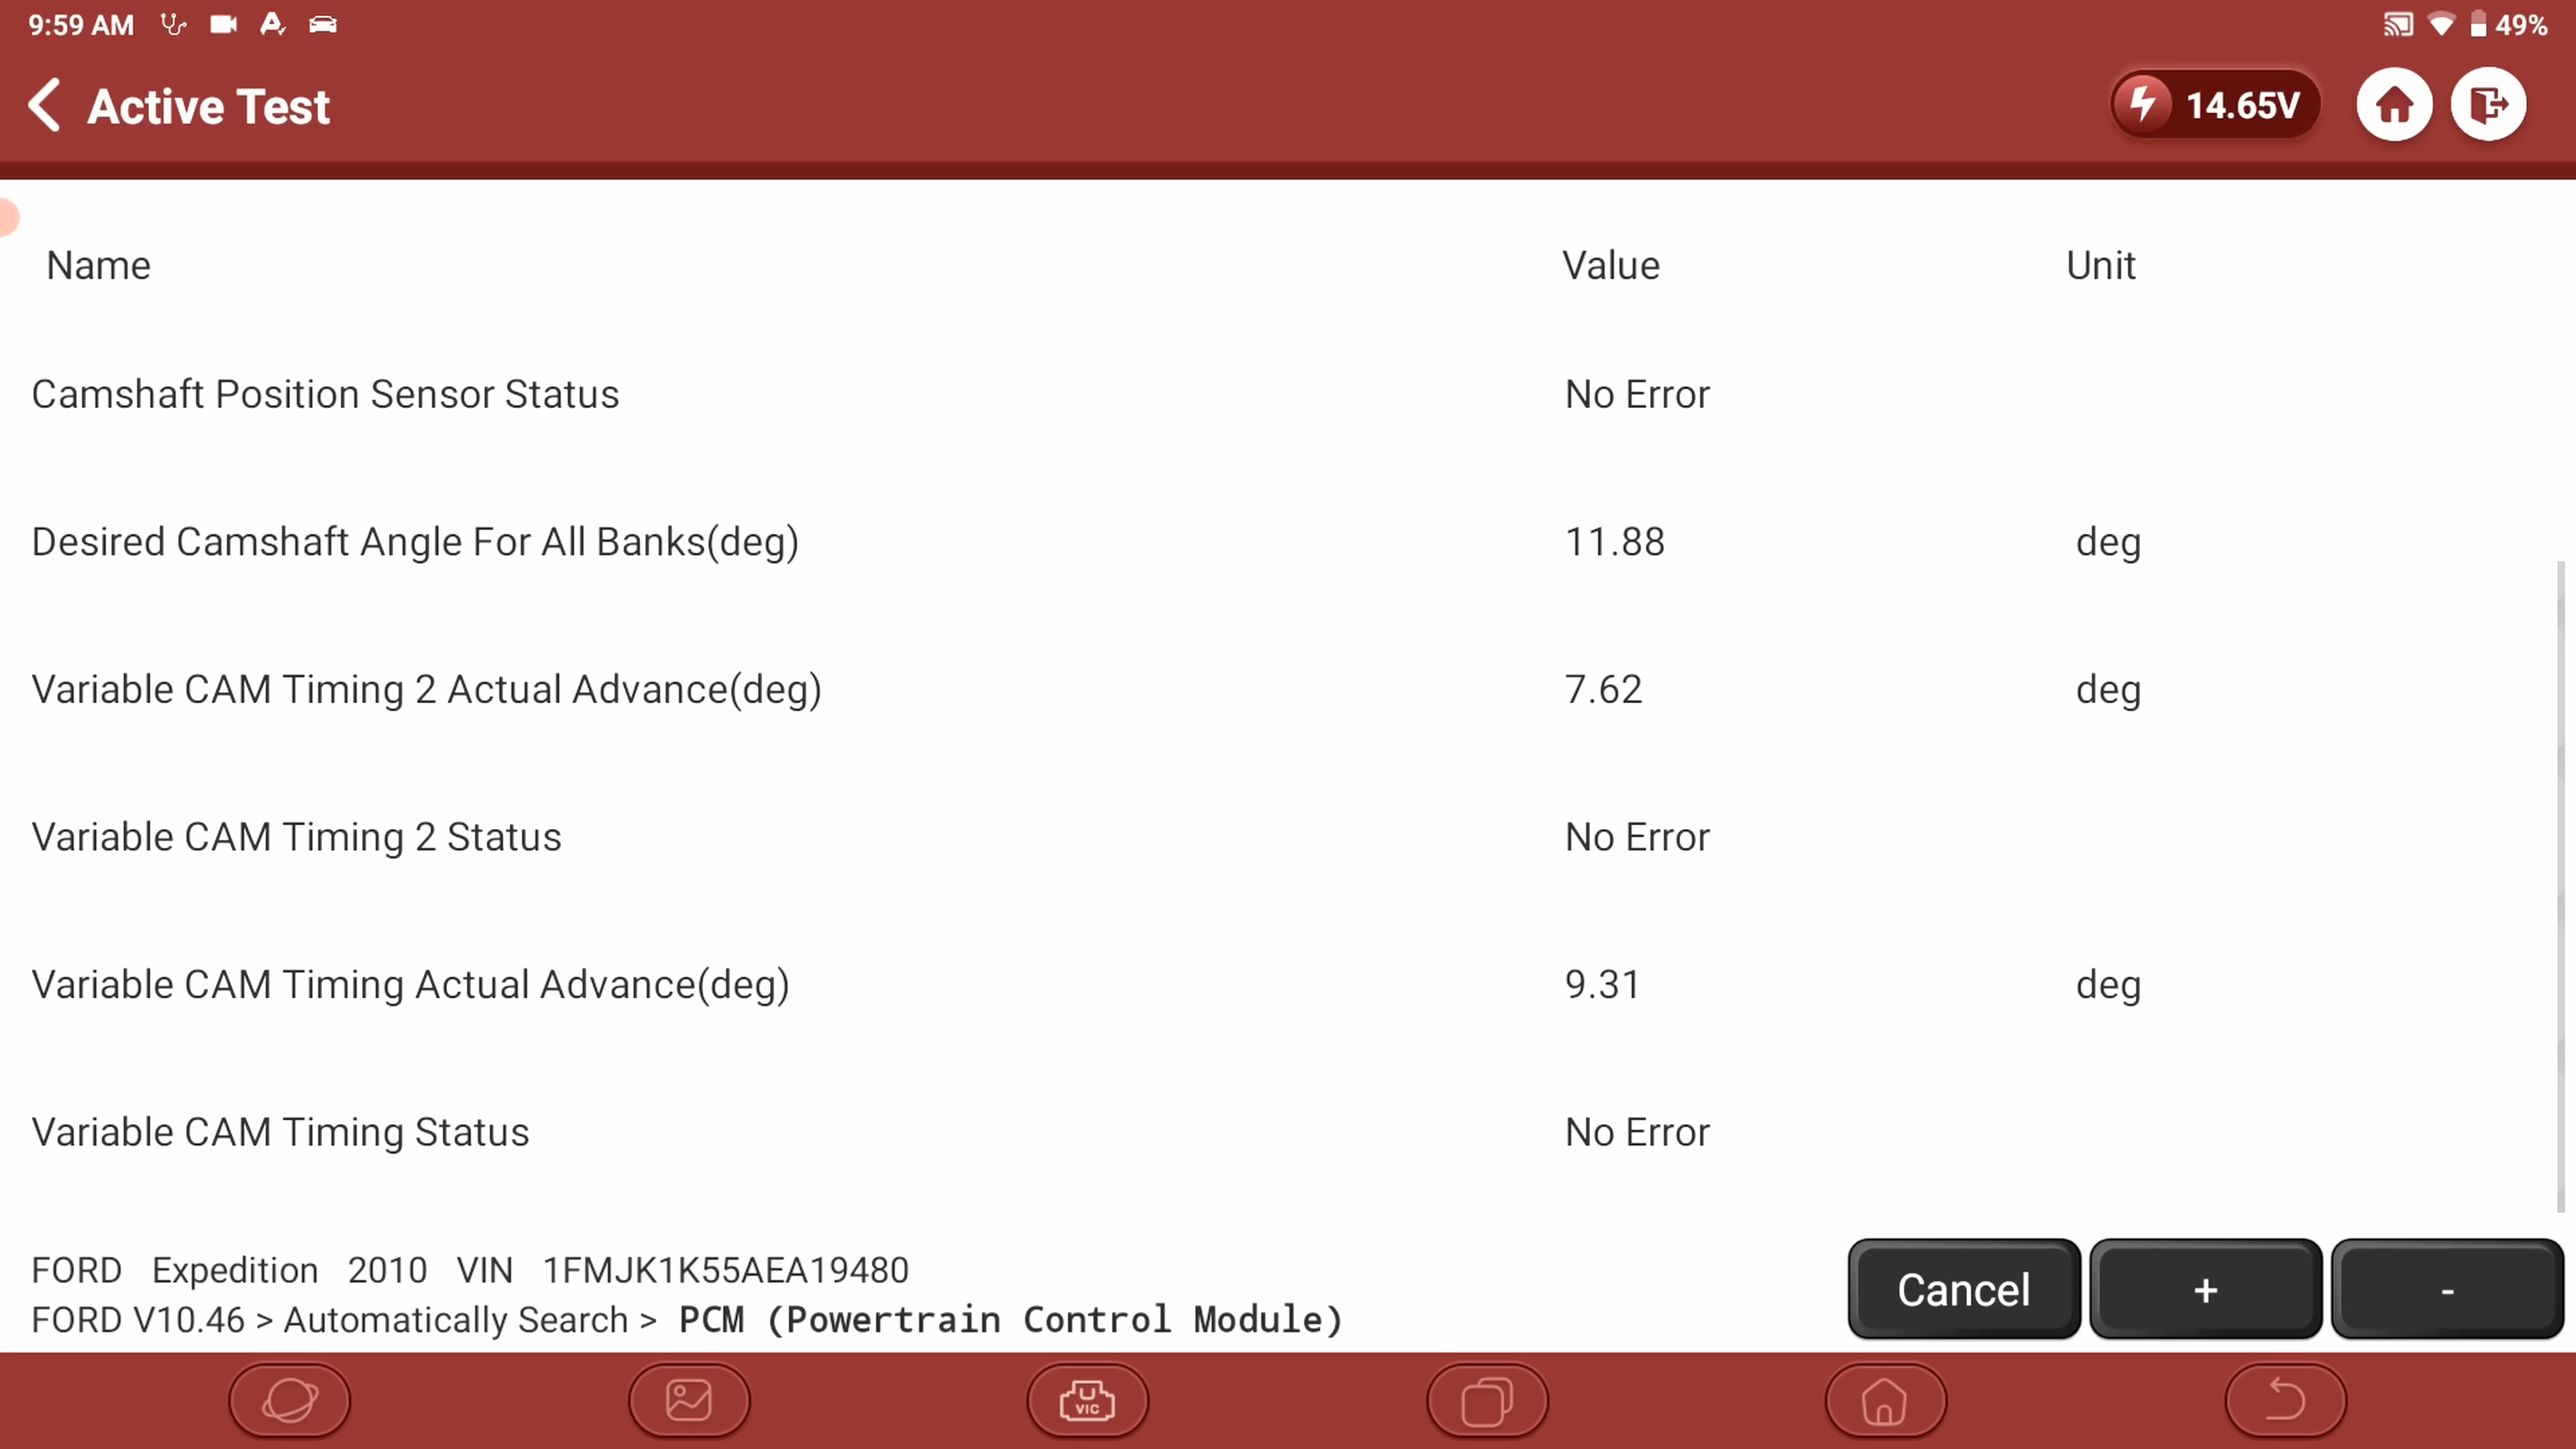 9:59 AM 49%
Active Test 14.65V
Name Value Unit
Camshaft Position Sensor Status No Error
Desired Camshaft Angle For All Banks(deg) 11.88 deg
Variable CAM Timing 2 Actual Advance(deg) 7.62 deg
Variable CAM Timing 2 Status No Error
Variable CAM Timing Actual Advance(deg) 9.31 deg
Variable CAM Timing Status No Error
FORD Expedition 2010 VIN 1FMJK1K55AEA19480
FORD V10.46 > Automatically Search > PCM (Powertrain Control Module)
Cancel + -
U
VIC